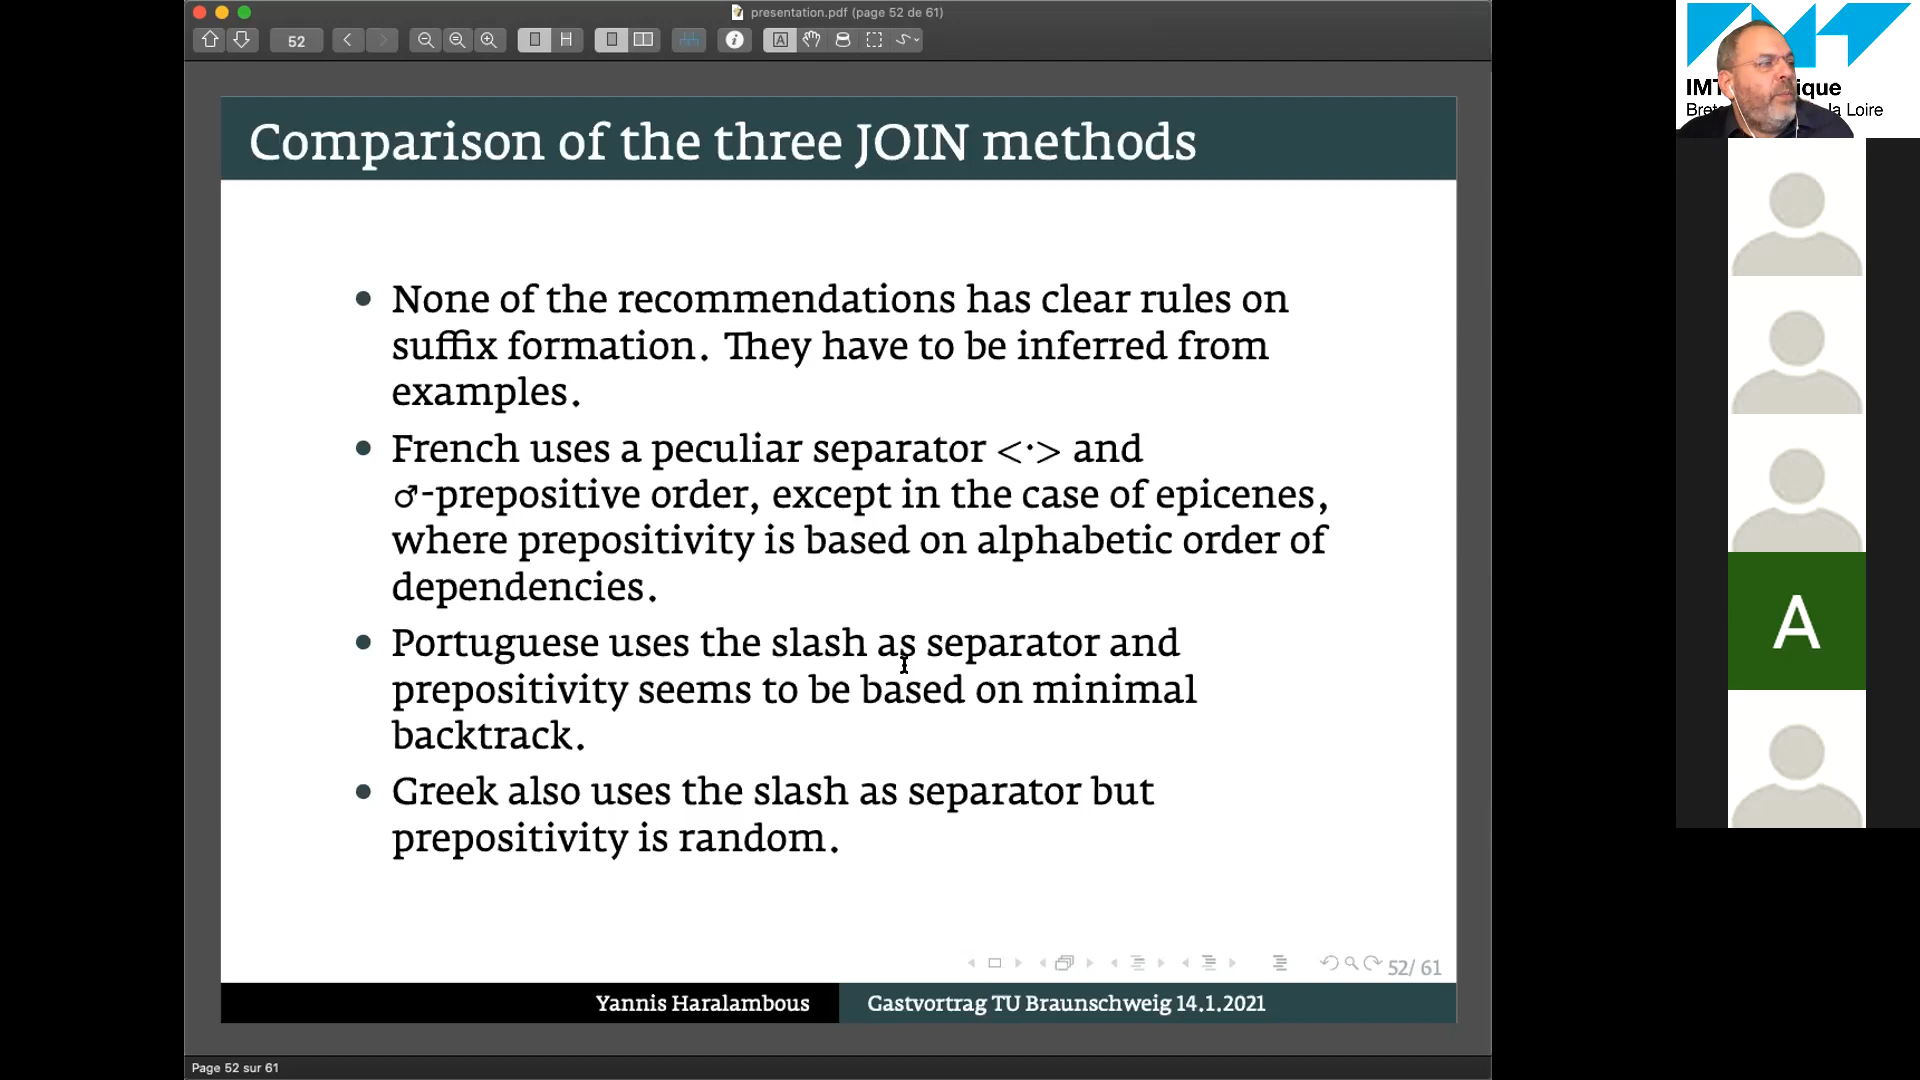 presentation.pdf (page 52 de 61)
52
Comparison of the three JOIN methods
• None of the recommendations has clear rules on
suffix formation. They have to be inferred from
examples.
• French uses a peculiar separator <·> and
♂-prepositive order, except in the case of epicenes,
where prepositivity is based on alphabetic order of
dependencies.
• Portuguese uses the slash as separator and
prepositivity seems to be based on minimal
backtrack.
• Greek also uses the slash as separator but
prepositivity is random.
52/ 61
Yannis Haralambous
Gastvortrag TU Braunschweig 14.1.2021
Page 52 sur 61
IMT
la Loire
A